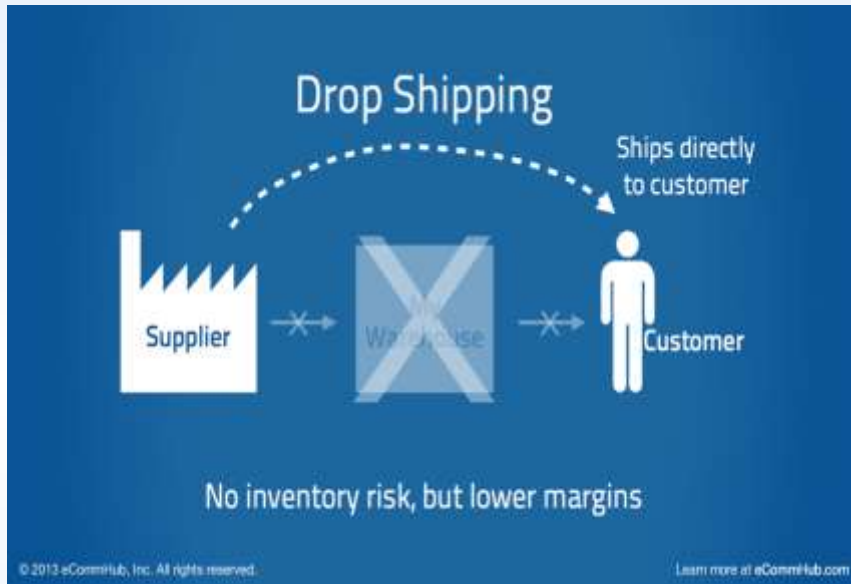 Drop Shipping
Ships directly
to customer
Supplier
Warehouse
Customer
No inventory risk, but lower margins
© 2013 eCommHub, Inc. All rights reserved.
Learn more at eCommHub.com